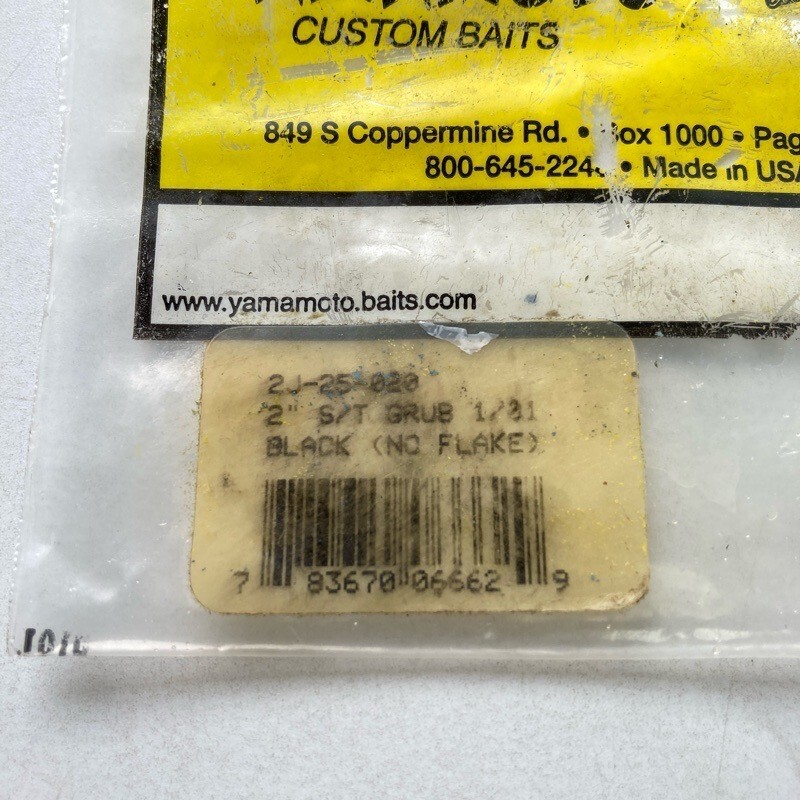 CUSTOM BAITS
849 S Coppermine Rd. • Box 1000 • Pag
800-645-224 • Made in USA
www.yamamoto.baits.com
2J-25-020
2" S/T GRUB 1/01
BLACK (NO FLAKE)
7 83670 06662 9